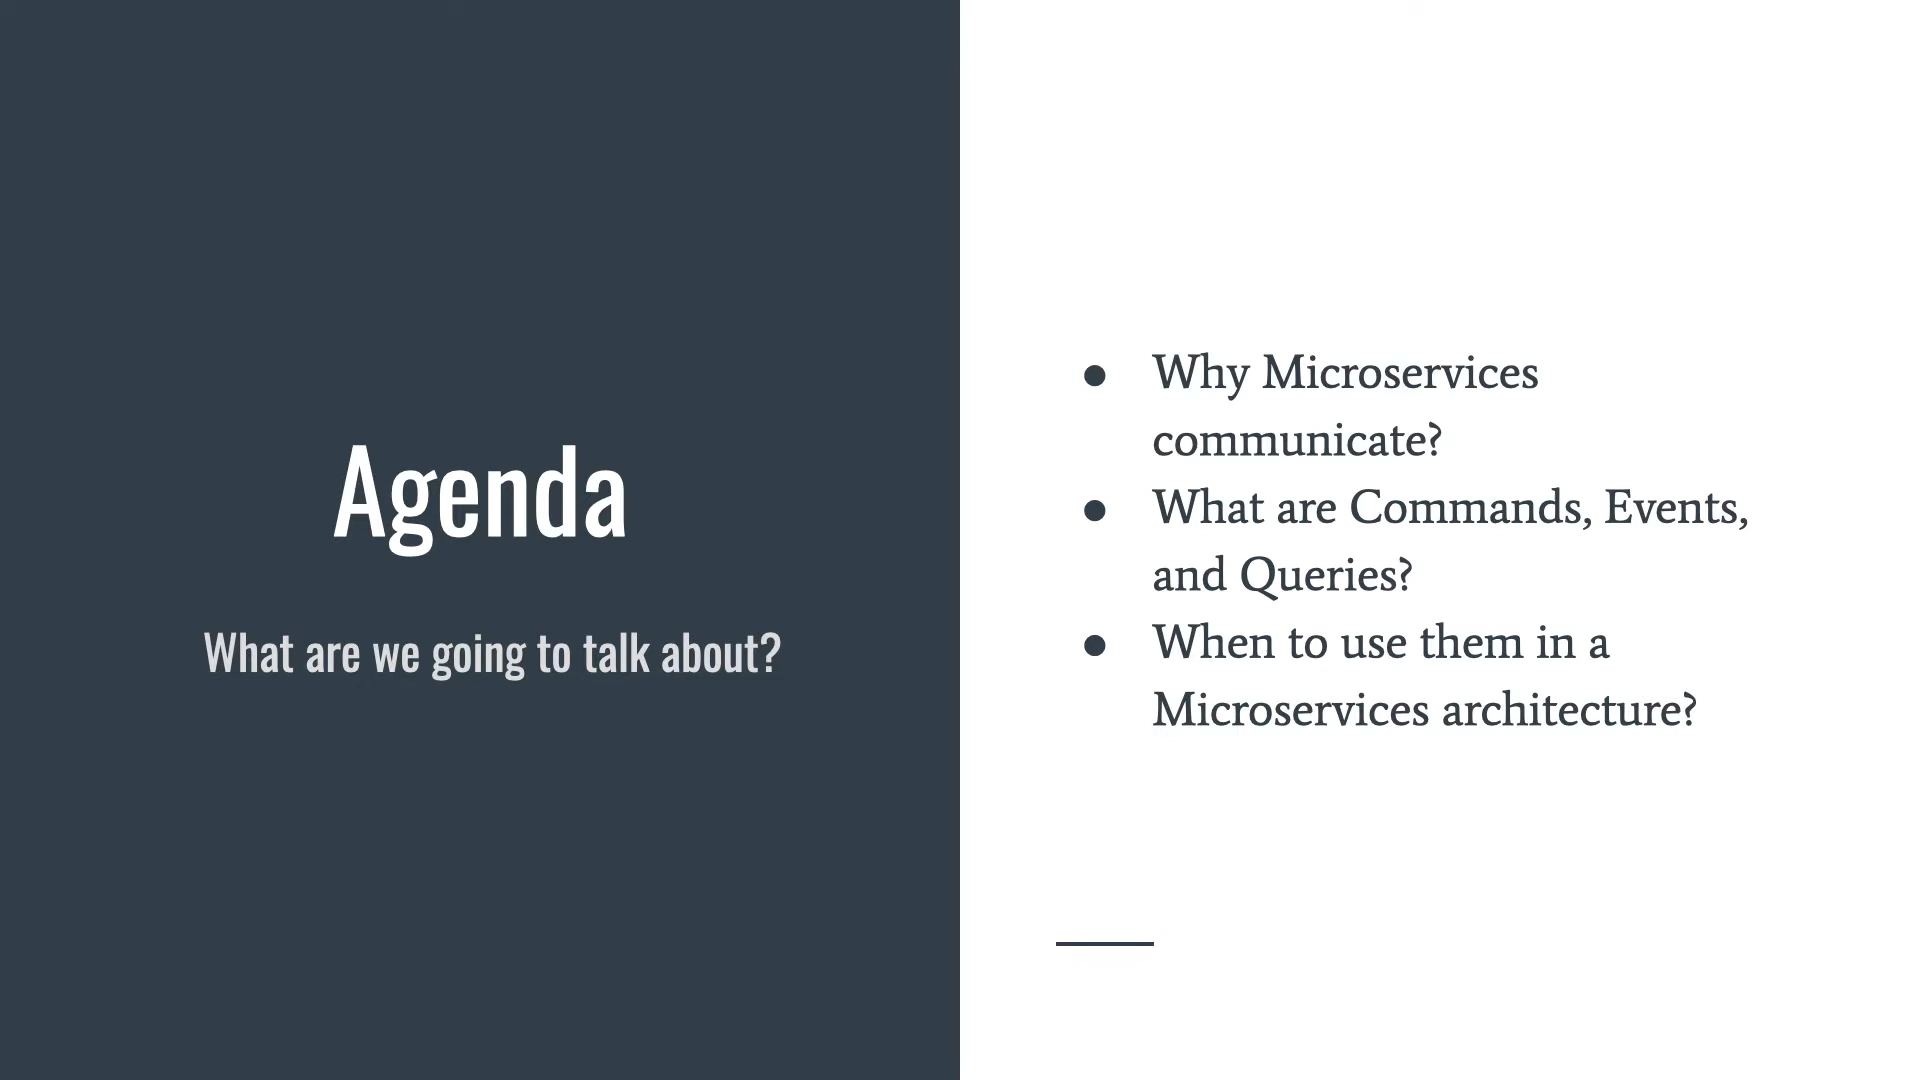 Agenda
What are we going to talk about?
● Why Microservices
communicate?
● What are Commands, Events,
and Queries?
● When to use them in a
Microservices architecture?